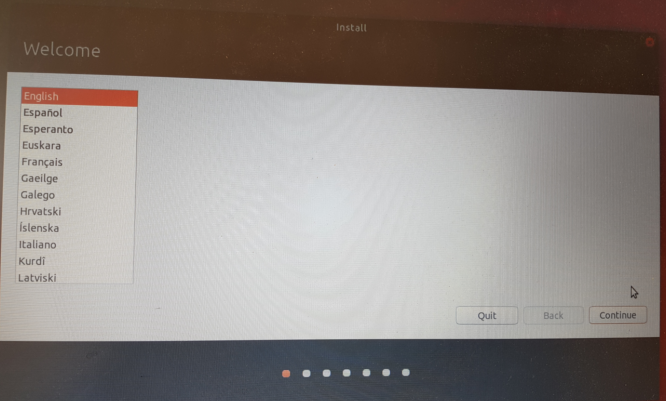 Install
Welcome
English
Español
Esperanto
Euskara
Français
Gaeilge
Galego
Hrvatski
Íslenska
Italiano
Kurdî
Latviski
Quit
Back
Continue